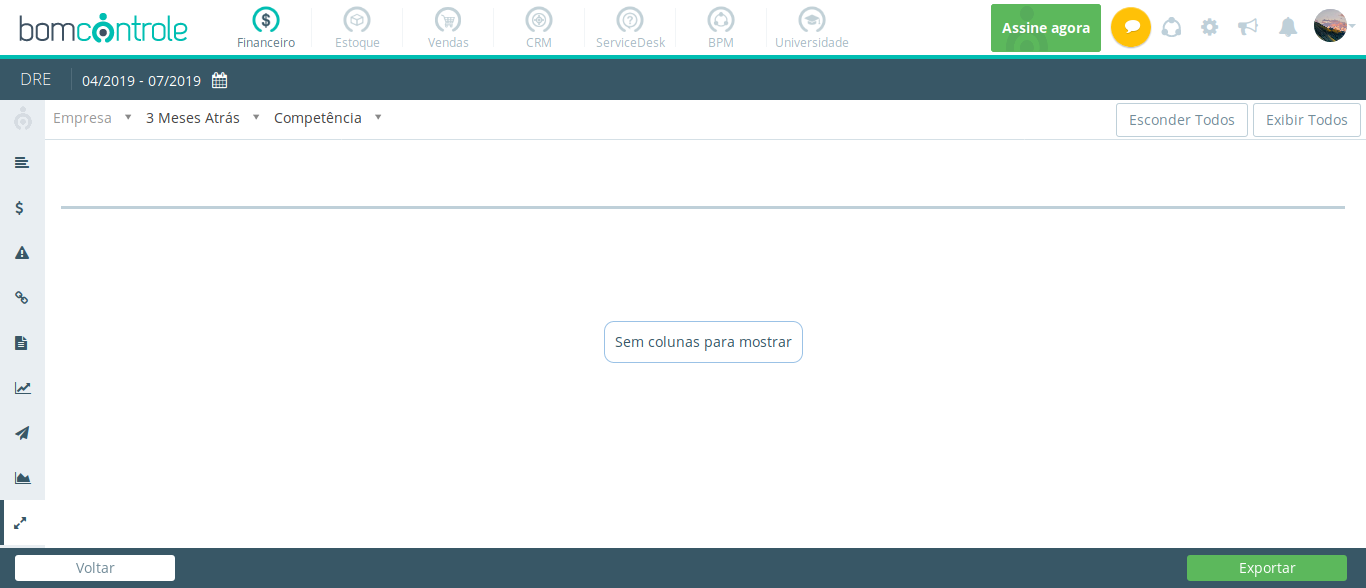 bomcontrole
Financeiro
Estoque
Vendas
CRM
ServiceDesk
BPM
Universidade
Assine agora
DRE
04/2019 - 07/2019
Empresa
3 Meses Atrás
Competência
Esconder Todos
Exibir Todos
Sem colunas para mostrar
Voltar
Exportar